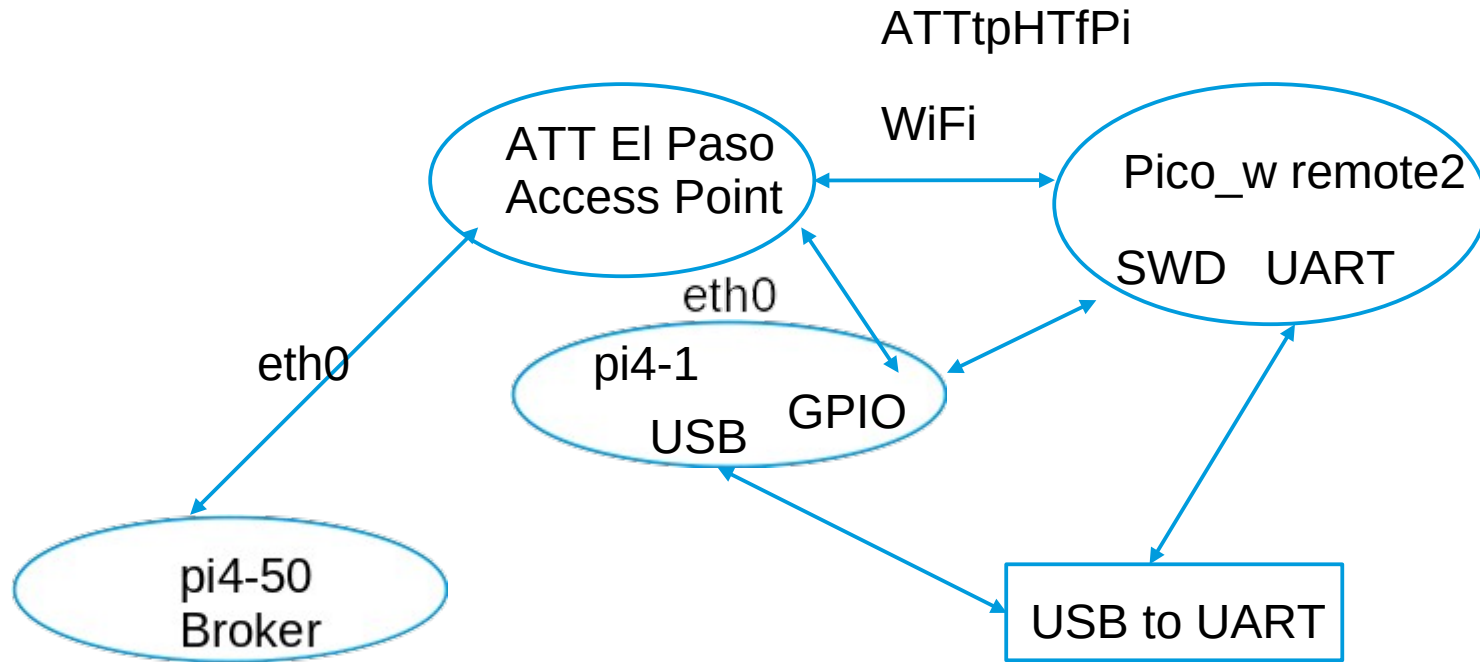 ATTtpHTfPi
WiFi
ATT El Paso
Access Point
Pico_w remote2
SWD UART
eth0
eth0
pi4-1
GPIO
USB
pi4-50
Broker
USB to UART